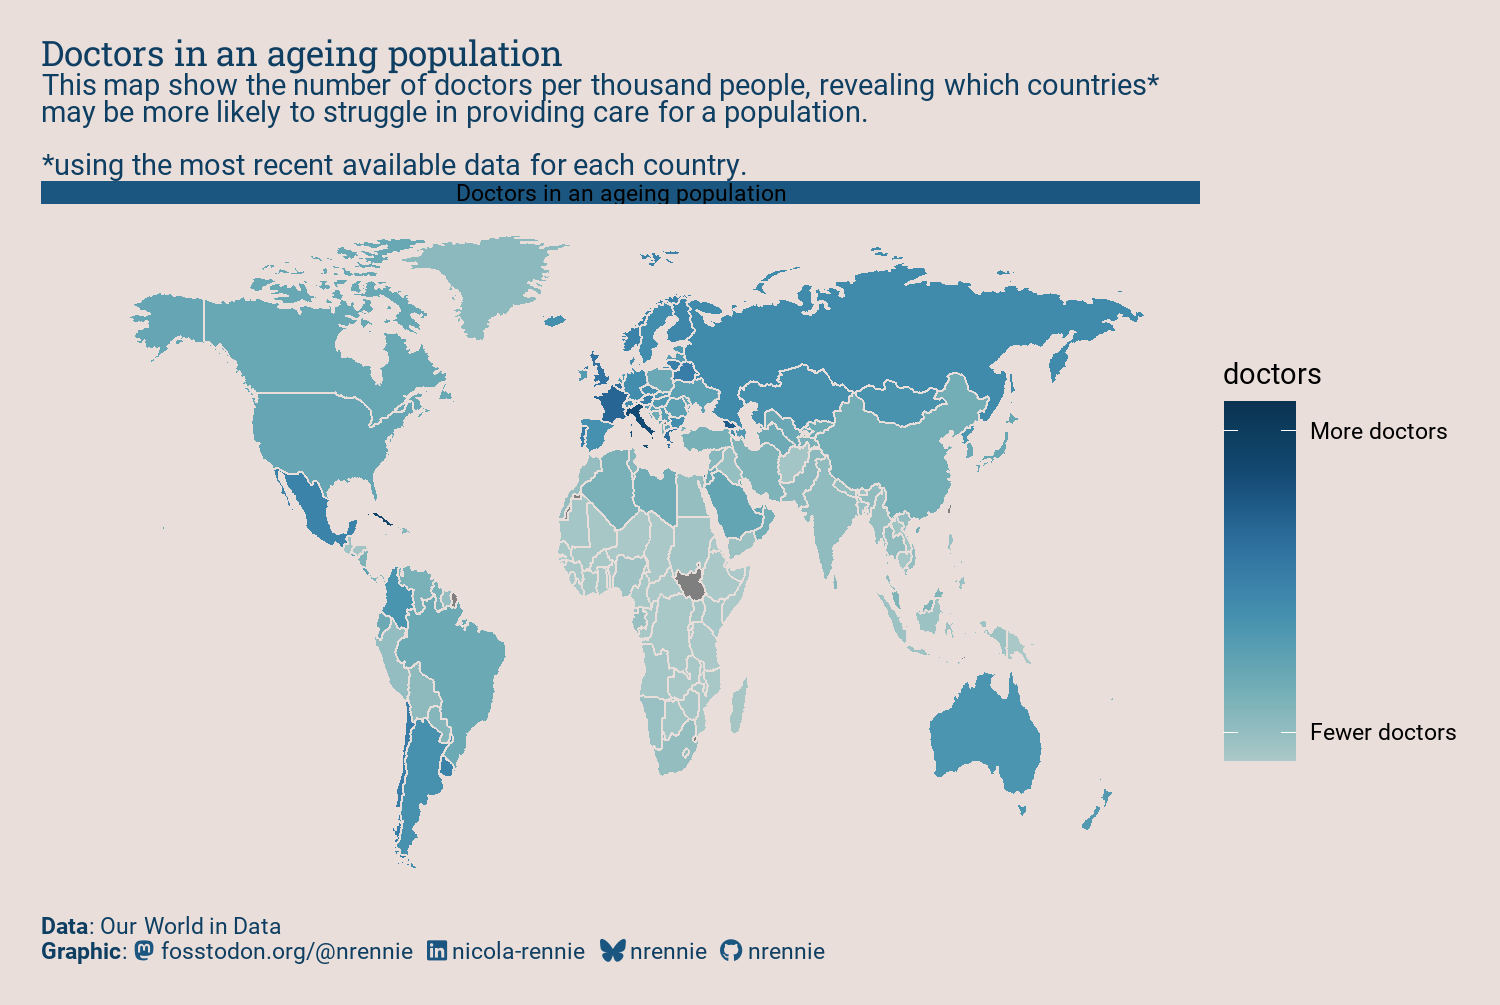 Doctors in an ageing population
This map show the number of doctors per thousand people, revealing which countries*
may be more likely to struggle in providing care for a population.
*using the most recent available data for each country.
Doctors in an ageing population
doctors
More doctors
Fewer doctors
Data: Our World in Data
Graphic: fosstodon.org/@nrennie nicola-rennie nrennie nrennie